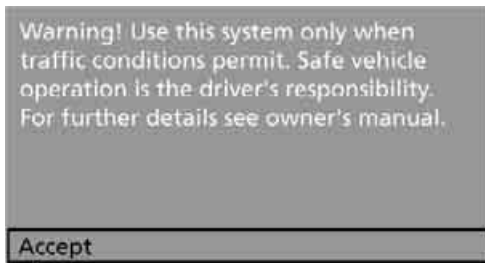 Warning! Use this system only when
traffic conditions permit. Safe vehicle
operation is the driver's responsibility.
For further details see owner's manual.
Accept